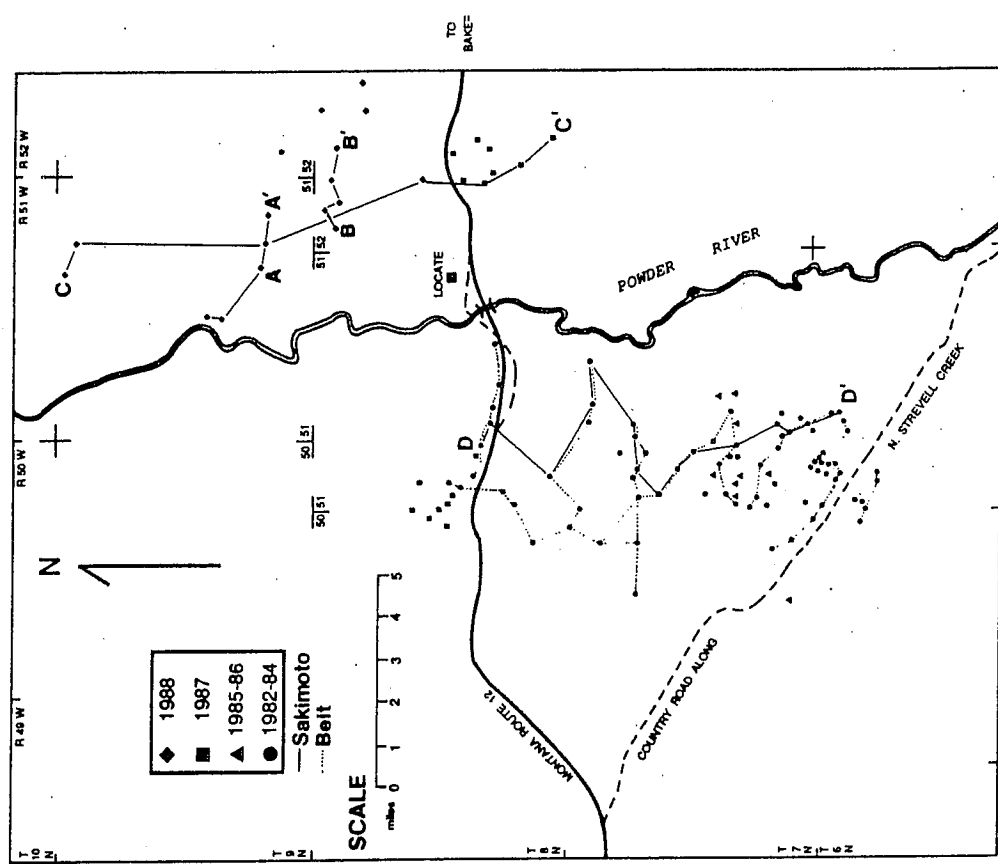 R 49 W
R 50 W
R 51 W
R 52 W
T 10 N
T 9 N
T 8 N
T 7 N
T 6 N
N
TO
BAKE=
1988
1987
1985-86
1982-84
Sakimoto
Belt
SCALE
miles
0 1 2 3 4 5
50|51
50|51
51|52
51|52
C
A
A'
B
B'
C'
D
D'
LOCATE
POWDER RIVER
MONTANA ROUTE 12
COUNTRY ROAD ALONG
N. STREVELL CREEK